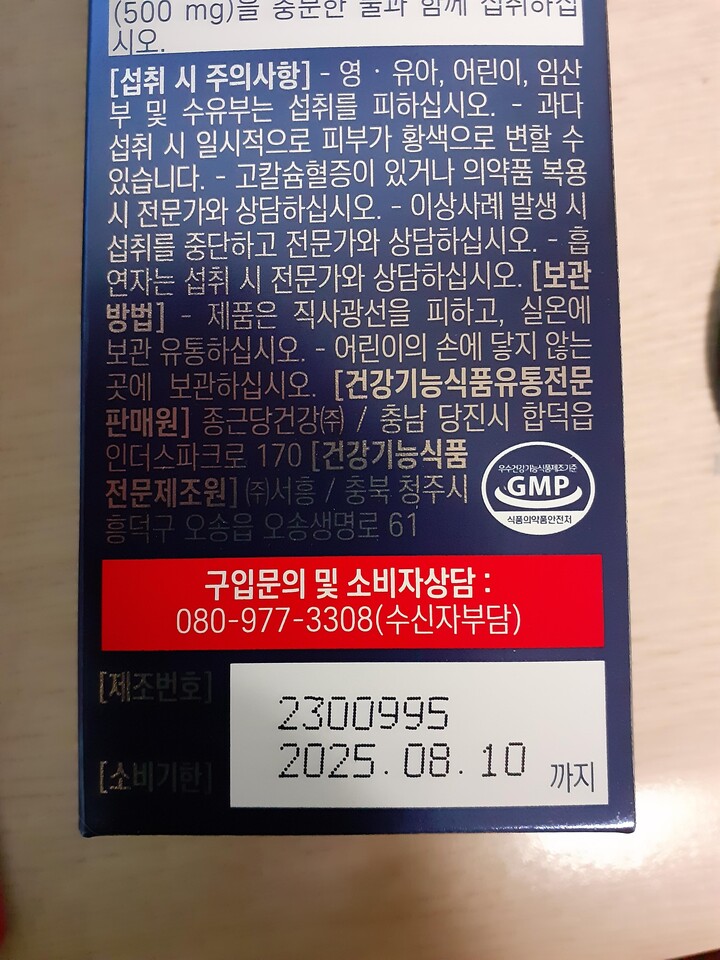 (500 mg)을 충분한 물과 함께 섭취하십
시오.
[섭취 시 주의사항] - 영 · 유아, 어린이, 임산
부 및 수유부는 섭취를 피하십시오. - 과다
섭취 시 일시적으로 피부가 황색으로 변할 수
있습니다. - 고칼슘혈증이 있거나 의약품 복용
시 전문가와 상담하십시오. - 이상사례 발생 시
섭취를 중단하고 전문가와 상담하십시오. - 흡
연자는 섭취 시 전문가와 상담하십시오. [보관
방법] - 제품은 직사광선을 피하고, 실온에
보관 유통하십시오. - 어린이의 손에 닿지 않는
곳에 보관하십시오. [건강기능식품유통전문
판매원] 종근당건강㈜ / 충남 당진시 합덕읍
인더스파크로 170 [건강기능식품
전문제조원] ㈜서흥 / 충북 청주시
흥덕구 오송읍 오송생명로 61
우수건강기능식품제조기준
GMP
식품의약품안전처
구입문의 및 소비자상담 :
080-977-3308(수신자부담)
[제조번호] 2300995
[소비기한] 2025.08.10 까지